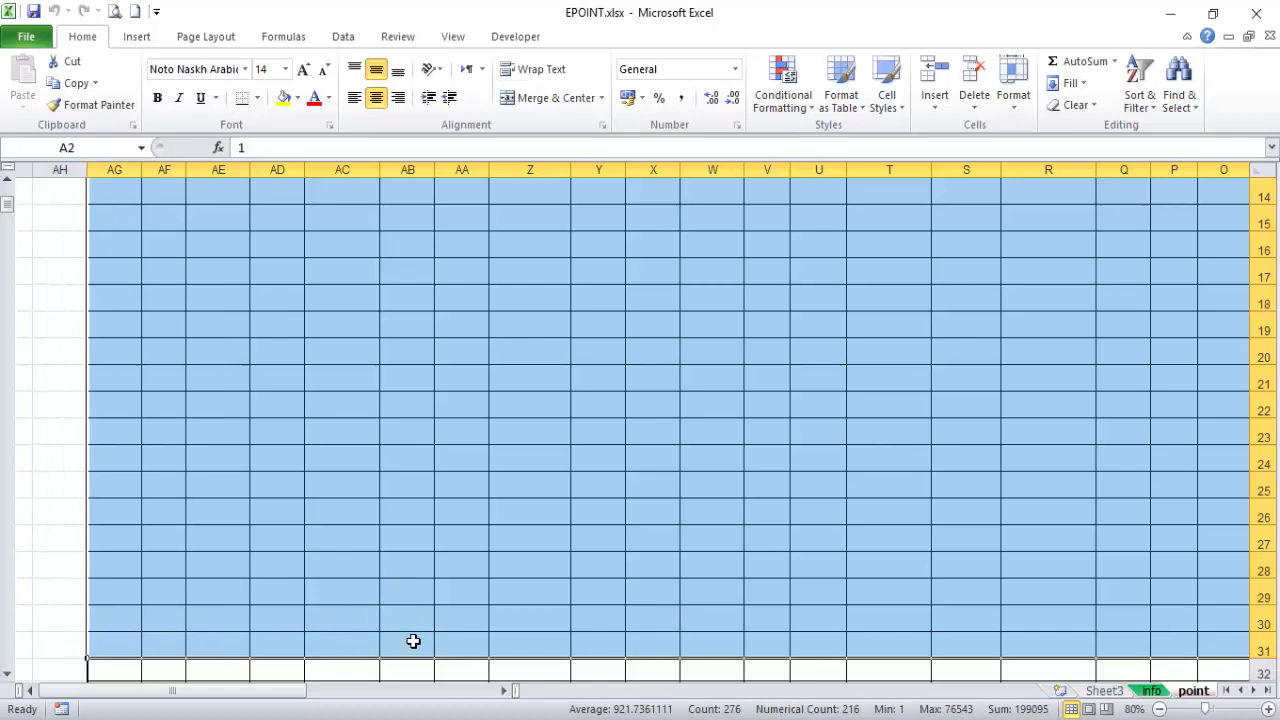 EPOINT.xlsx - Microsoft Excel
File Home Insert Page Layout Formulas Data Review View Developer
Paste
Cut
Copy
Format Painter
Clipboard
Noto Naskh Arabic 14 A A
B I U A
Font
Wrap Text
Merge & Center
Alignment
General
% , .00 .0
Number
Conditional Formatting
Format as Table
Cell Styles
Styles
Insert Delete Format
Cells
Σ AutoSum
Fill
Clear
Sort & Filter
Find & Select
Editing
A2 fx 1
AH AG AF AE AD AC AB AA Z Y X W V U T S R Q P O
14
15
16
17
18
19
20
21
22
23
24
25
26
27
28
29
30
31
32
Sheet3 info point
Ready Average: 921.7361111 Count: 276 Numerical Count: 216 Min: 1 Max: 76543 Sum: 199095 80%